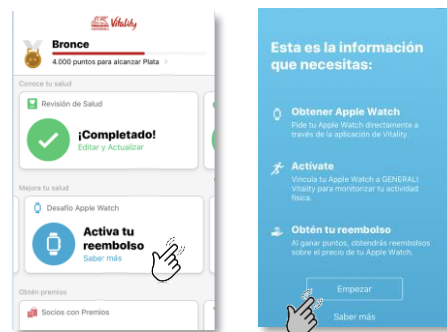 Vitality
Bronce
4.000 puntos para alcanzar Plata >
Conoce tu salud
Revisión de Salud
¡Completado!
Editar y Actualizar
Mejora tu salud
Desafío Apple Watch
Activa tu
reembolso
Saber más
Obtén premios
Socios con Premios
Esta es la información
que necesitas:
Obtener Apple Watch
Pide tu Apple Watch directamente a
través de la aplicación de Vitality.
Actívate
Vincula tu Apple Watch a GENERALI
Vitality para monitorizar tu actividad
física.
Obtén tu reembolso
Al ganar puntos, obtendrás reembolsos
sobre el precio de tu Apple Watch.
Empezar
Saber más